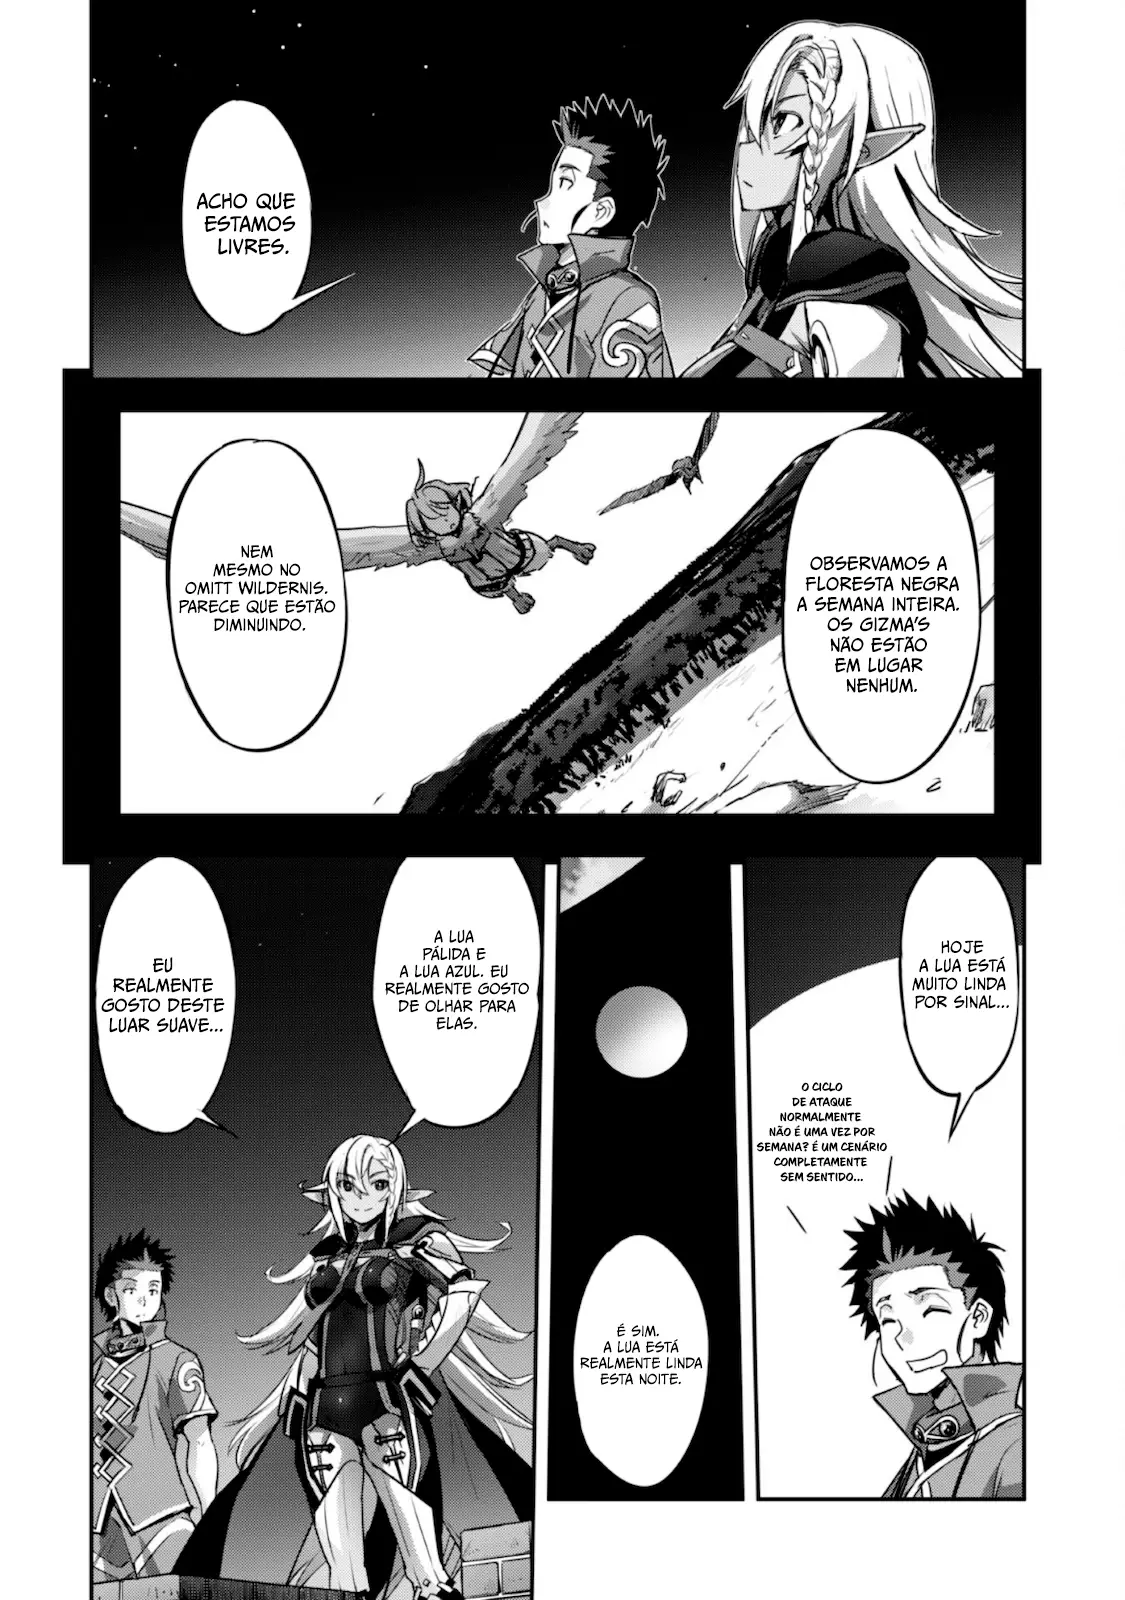 ACHO QUE
ESTAMOS
LIVRES.
OBSERVAMOS A
FLORESTA NEGRA
A SEMANA INTEIRA.
OS GIZMA'S
NÃO ESTÃO
EM LUGAR
NENHUM.
NEM
MESMO NO
OMITT WILDERNIS.
PARECE QUE ESTÃO
DIMINUINDO.
HOJE
A LUA ESTÁ
MUITO LINDA
POR SINAL...
O CICLO
DE ATAQUE
NORMALMENTE
NÃO É UMA VEZ POR
SEMANA? É UM CENÁRIO
COMPLETAMENTE
SEM SENTIDO...
É SIM.
A LUA ESTÁ
REALMENTE LINDA
ESTA NOITE.
A LUA
PÁLIDA E
A LUA AZUL. EU
REALMENTE GOSTO
DE OLHAR PARA
ELAS.
EU
REALMENTE
GOSTO DESTE
LUAR SUAVE...